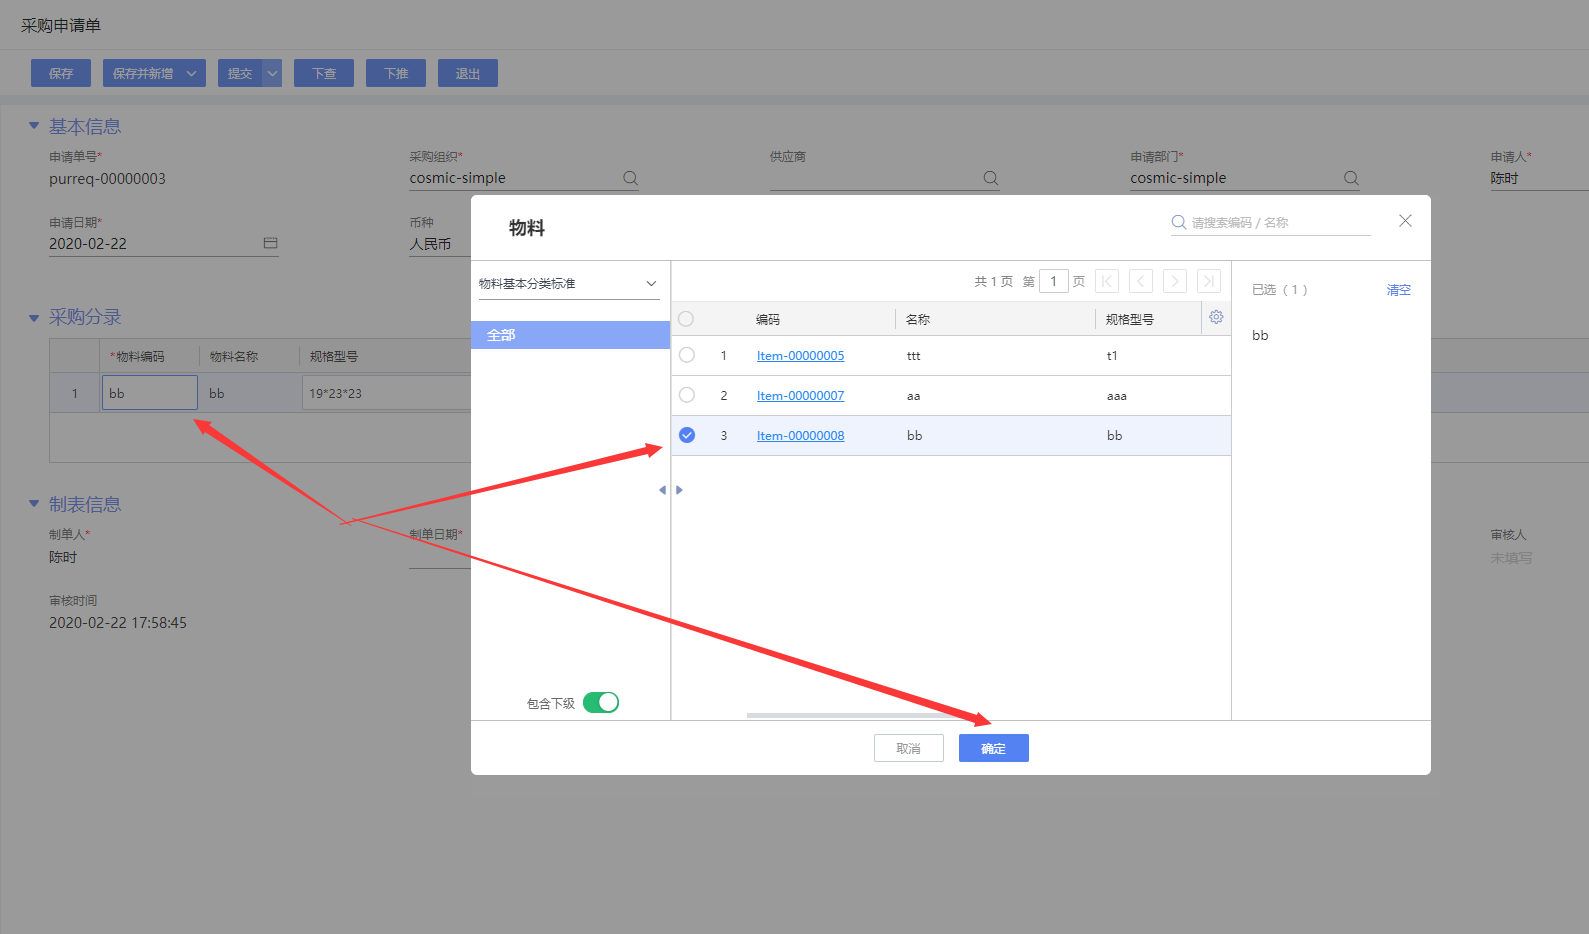 采购申请单
保存 保存并新增 提交 下查 下推 退出
基本信息
申请单号* 采购组织* 供应商 申请部门* 申请人*
purreq-00000003 cosmic-simple cosmic-simple 陈时
申请日期* 币种
2020-02-22 人民币
采购分录
*物料编码 物料名称 规格型号
1 bb bb 19*23*23
制表信息
制单人* 制单日期* 审核人
陈时 未填写
审核时间
2020-02-22 17:58:45
物料 请搜索编码 / 名称
物料基本分类标准
全部
包含下级
共 1 页 第 1 页
编码 名称 规格型号
1 Item-00000005 ttt t1
2 Item-00000007 aa aaa
3 Item-00000008 bb bb
已选（ 1 ） 清空
bb
取消 确定